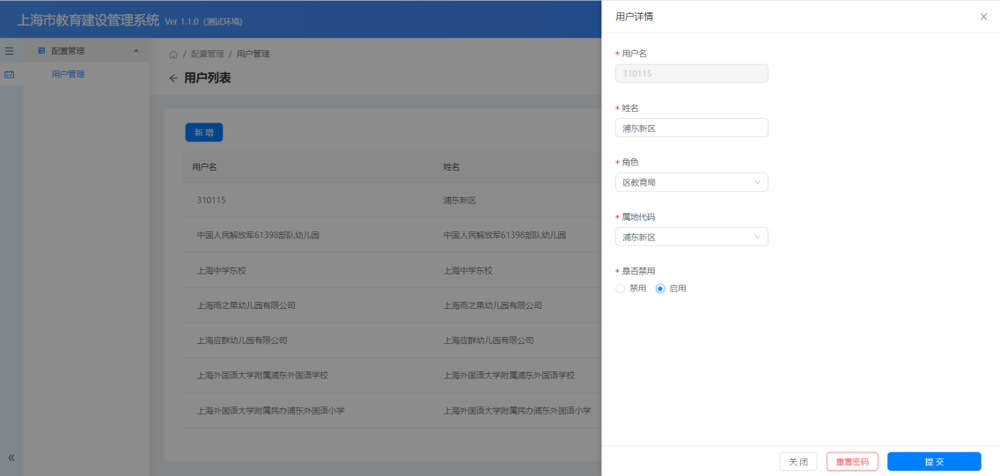 上海市教育建设管理系统 Ver 1.1.0 (测试环境)
配置管理
用户管理
/ 配置管理 / 用户管理
← 用户列表
新 增
用户名 姓名
310115 浦东新区
中国人民解放军61398部队幼儿园 中国人民解放军61398部队幼儿园
上海中学东校 上海中学东校
上海雨之果幼儿园有限公司 上海雨之果幼儿园有限公司
上海应群幼儿园有限公司 上海应群幼儿园有限公司
上海外国语大学附属浦东外国语学校 上海外国语大学附属浦东外国语学校
上海外国语大学附属民办浦东外国语小学 上海外国语大学附属民办浦东外国语小学
用户详情
* 用户名
310115
* 姓名
浦东新区
* 角色
区教育局
* 属地代码
浦东新区
* 是否禁用
禁用 启用
关 闭 重置密码 提 交